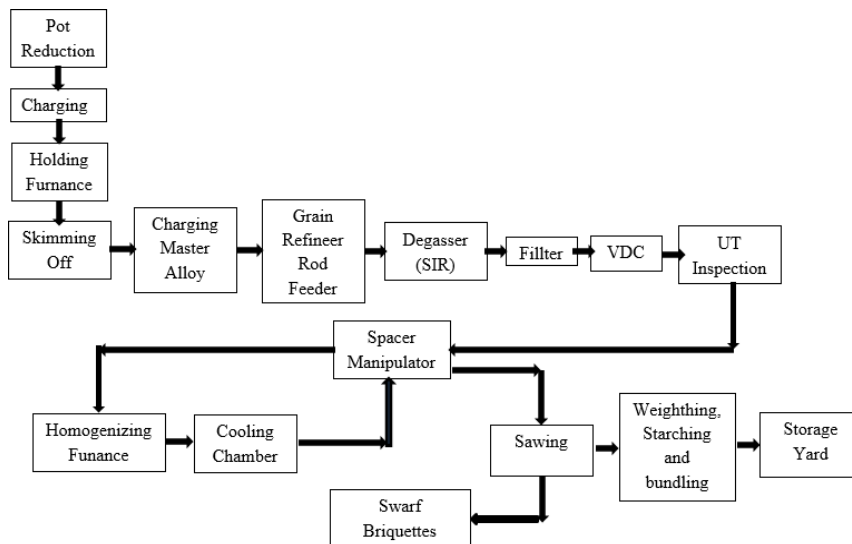 Pot
Reduction
Charging
Holding
Furnance
Skimming
Off
Charging
Master
Alloy
Grain
Refineer
Rod
Feeder
Degasser
(SIR)
Fillter
VDC
UT
Inspection
Spacer
Manipulator
Homogenizing
Funance
Cooling
Chamber
Sawing
Weighthing,
Starching
and
bundling
Storage
Yard
Swarf
Briquettes